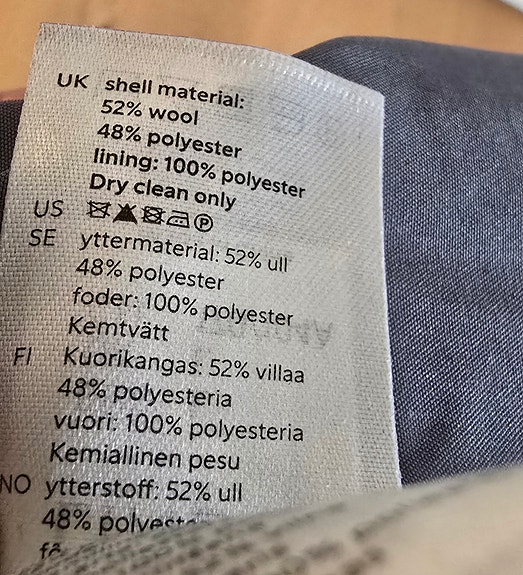 UK shell material:
52% wool
48% polyester
lining: 100% polyester
Dry clean only
US
SE yttermaterial: 52% ull
48% polyester
foder: 100% polyester
Kemtvätt
FI Kuorikangas: 52% villaa
48% polyesteria
vuori: 100% polyesteria
Kemiallinen pesu
NO ytterstoff: 52% ull
48%